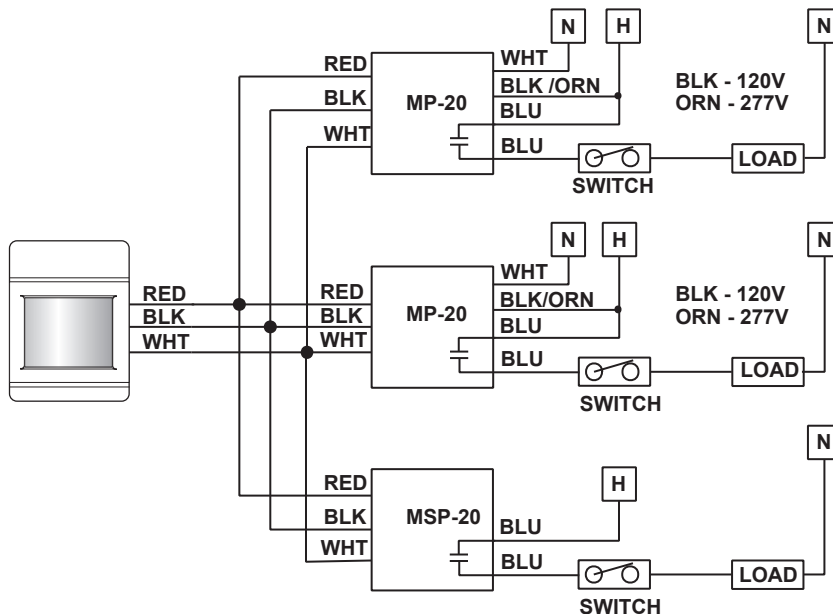 N H N
RED WHT
BLK /ORN BLK - 120V
BLK MP-20 BLU ORN - 277V
WHT BLU LOAD
SWITCH
N H N
WHT
RED RED BLK/ORN BLK - 120V
BLK BLK MP-20 BLU ORN - 277V
WHT WHT BLU LOAD
SWITCH
N
RED H
BLK MSP-20 BLU
WHT BLU LOAD
SWITCH